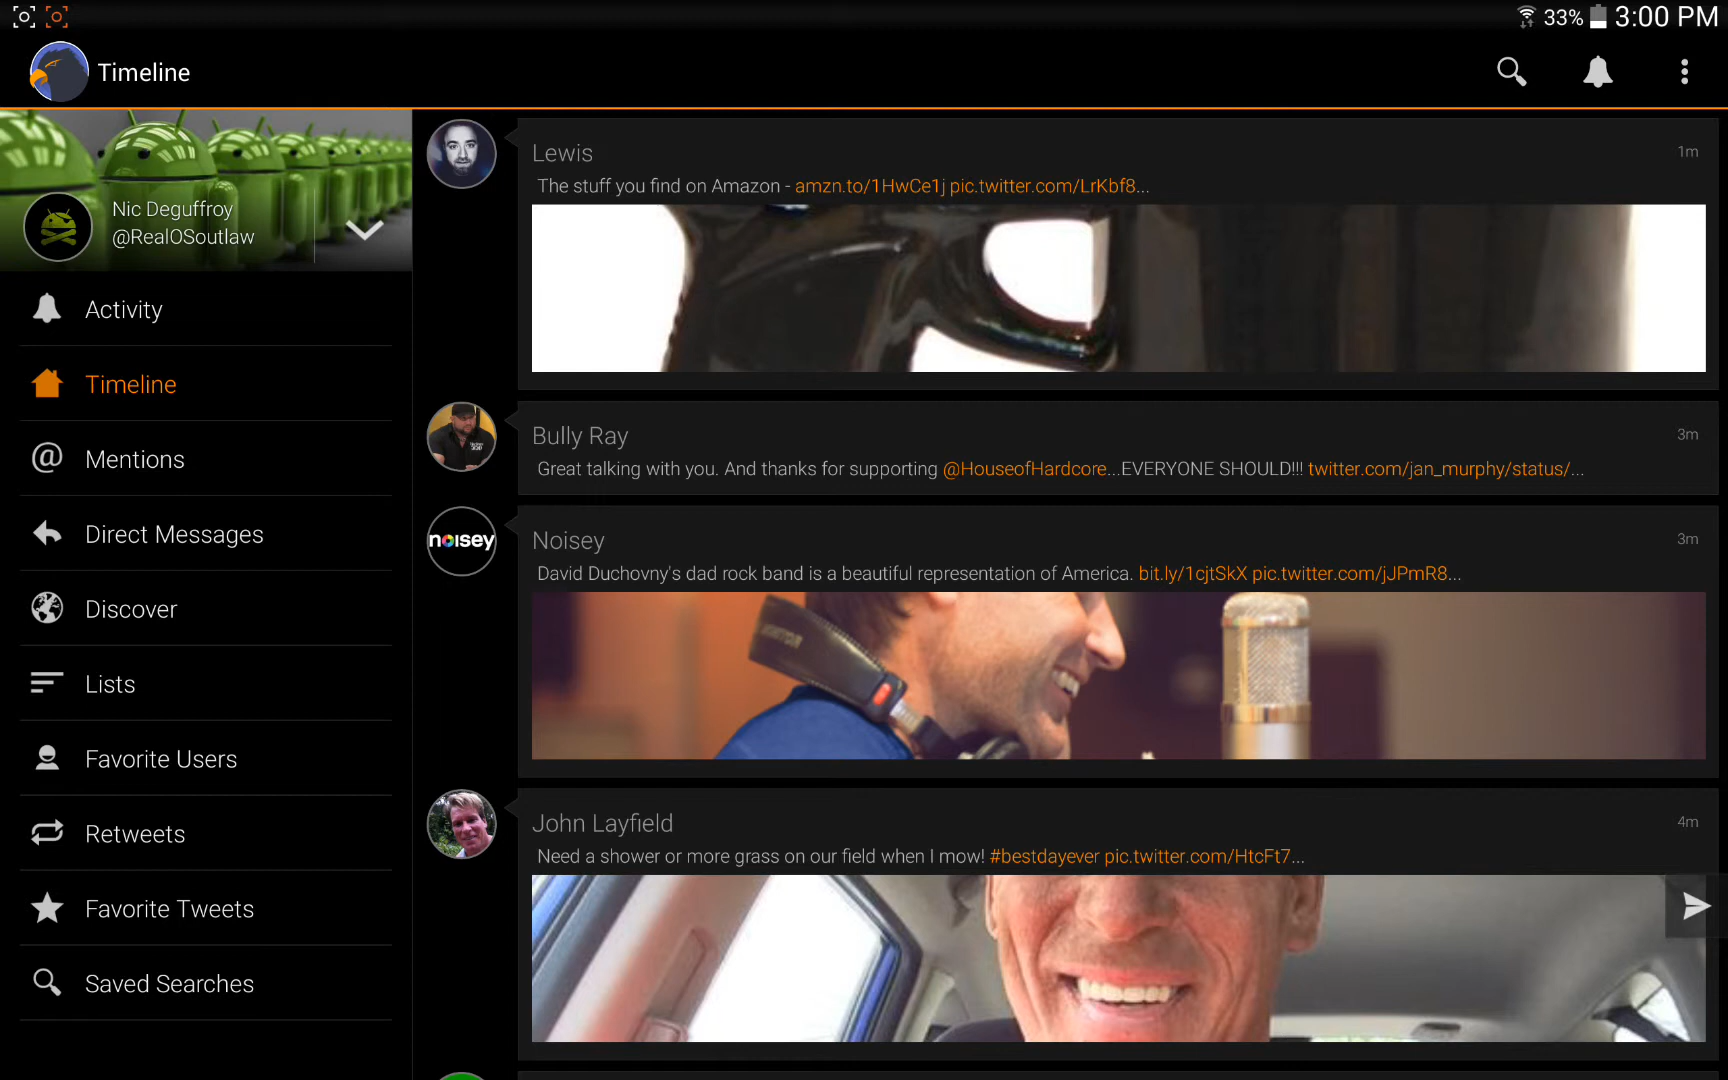 33% 3:00 PM
Timeline
Nic Deguffroy
@RealOSoutlaw
Activity
Timeline
Mentions
Direct Messages
Discover
Lists
Favorite Users
Retweets
Favorite Tweets
Saved Searches
Lewis 1m
The stuff you find on Amazon - amzn.to/1HwCe1j pic.twitter.com/LrKbf8...
Bully Ray 3m
Great talking with you. And thanks for supporting @HouseofHardcore...EVERYONE SHOULD!!! twitter.com/jan_murphy/status/...
noisey
Noisey 3m
David Duchovny's dad rock band is a beautiful representation of America. bit.ly/1cjtSkX pic.twitter.com/jJPmR8...
John Layfield 4m
Need a shower or more grass on our field when I mow! #bestdayever pic.twitter.com/HtcFt7...